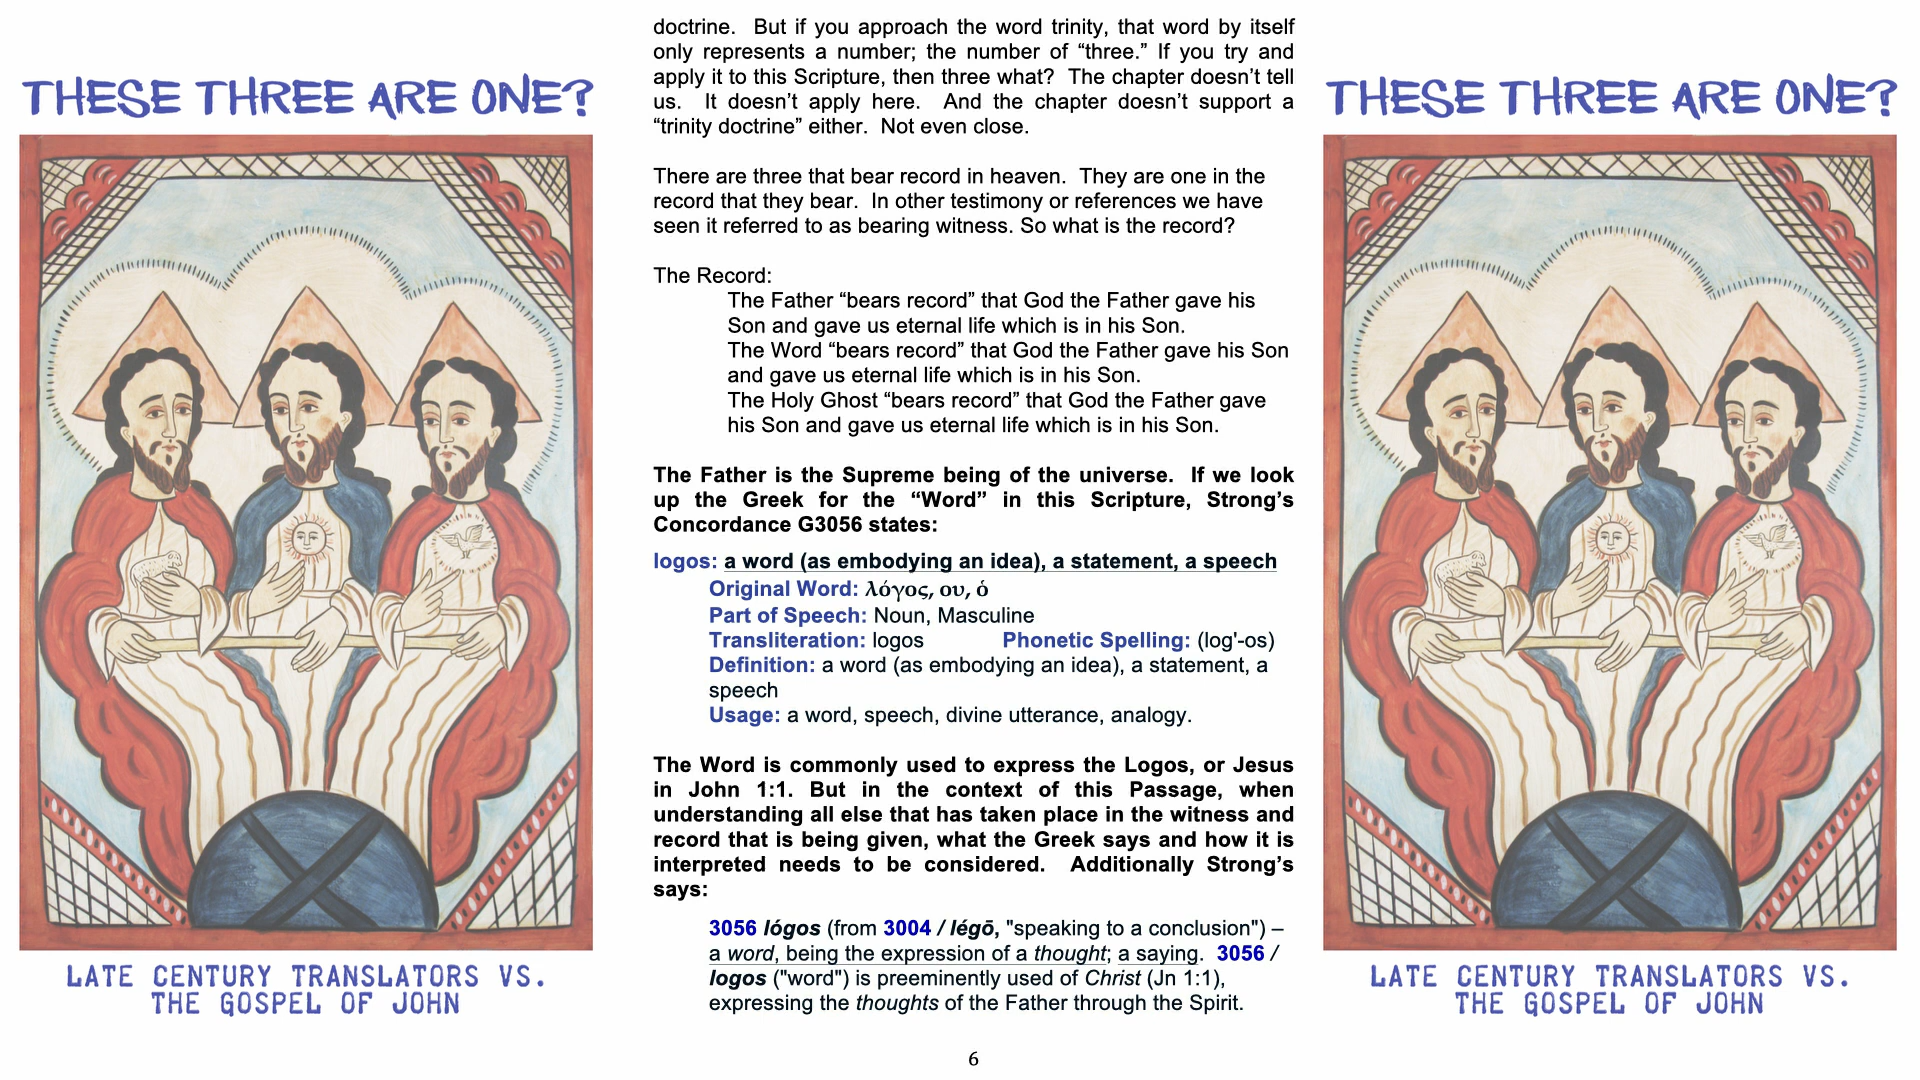 THESE THREE ARE ONE?
LATE CENTURY TRANSLATORS VS.
THE GOSPEL OF JOHN
doctrine. But if you approach the word trinity, that word by itself
only represents a number; the number of “three.” If you try and
apply it to this Scripture, then three what? The chapter doesn’t tell
us. It doesn’t apply here. And the chapter doesn’t support a
“trinity doctrine” either. Not even close.
There are three that bear record in heaven. They are one in the
record that they bear. In other testimony or references we have
seen it referred to as bearing witness. So what is the record?
The Record:
The Father “bears record” that God the Father gave his
Son and gave us eternal life which is in his Son.
The Word “bears record” that God the Father gave his Son
and gave us eternal life which is in his Son.
The Holy Ghost “bears record” that God the Father gave
his Son and gave us eternal life which is in his Son.
The Father is the Supreme being of the universe. If we look
up the Greek for the “Word” in this Scripture, Strong’s
Concordance G3056 states:
logos: a word (as embodying an idea), a statement, a speech
Original Word: λόγος, ου, ὁ
Part of Speech: Noun, Masculine
Transliteration: logos Phonetic Spelling: (log'-os)
Definition: a word (as embodying an idea), a statement, a
speech
Usage: a word, speech, divine utterance, analogy.
The Word is commonly used to express the Logos, or Jesus
in John 1:1. But in the context of this Passage, when
understanding all else that has taken place in the witness and
record that is being given, what the Greek says and how it is
interpreted needs to be considered. Additionally Strong’s
says:
3056 lógos (from 3004 / légō, "speaking to a conclusion") –
a word, being the expression of a thought; a saying. 3056 /
logos ("word") is preeminently used of Christ (Jn 1:1),
expressing the thoughts of the Father through the Spirit.
6
THESE THREE ARE ONE?
LATE CENTURY TRANSLATORS VS.
THE GOSPEL OF JOHN